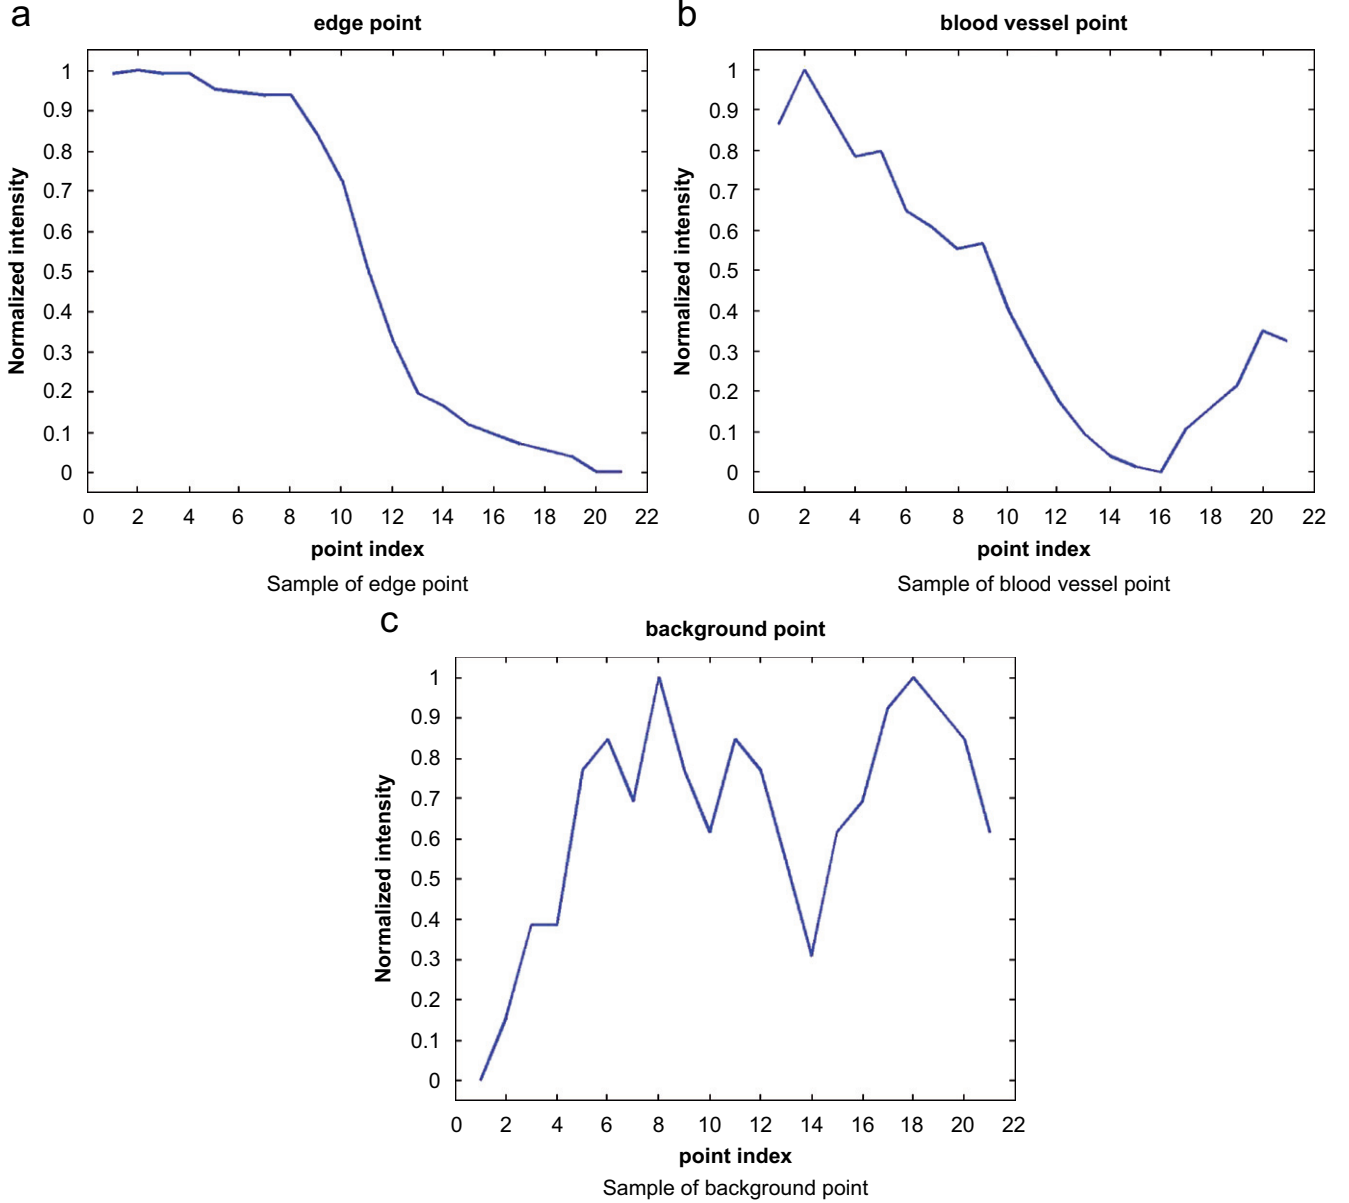 a
edge point
1
0.9
0.8
0.7
0.6
0.5
0.4
0.3
0.2
0.1
0
Normalized intensity
0 2 4 6 8 10 12 14 16 18 20 22
point index
Sample of edge point
b
blood vessel point
1
0.9
0.8
0.7
0.6
0.5
0.4
0.3
0.2
0.1
0
Normalized intensity
0 2 4 6 8 10 12 14 16 18 20 22
point index
Sample of blood vessel point
c
background point
1
0.9
0.8
0.7
0.6
0.5
0.4
0.3
0.2
0.1
0
Normalized intensity
0 2 4 6 8 10 12 14 16 18 20 22
point index
Sample of background point